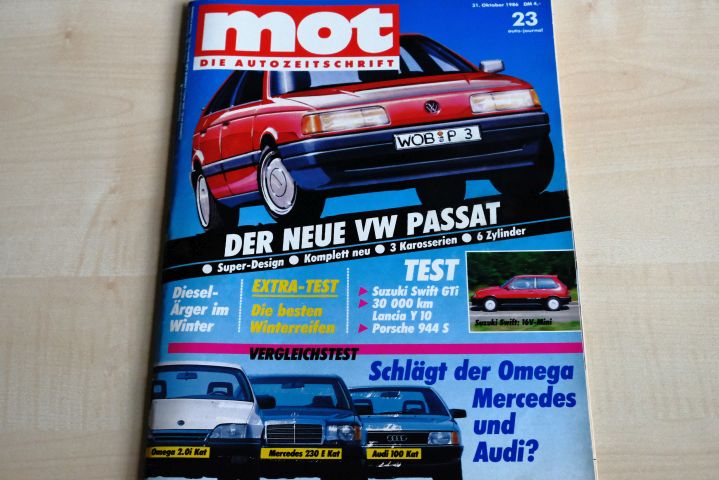 mot
DIE AUTOZEITSCHRIFT
31. Oktober 1986 DM 4,-
23
auto-journal
WOB P 3
DER NEUE VW PASSAT
● Super-Design ● Komplett neu ● 3 Karosserien ● 6 Zylinder
Diesel-
Ärger im
Winter
EXTRA-TEST
Die besten
Winterreifen
TEST
Suzuki Swift GTi
30 000 km
Lancia Y 10
Porsche 944 S
Suzuki Swift: 16V-Mini
VERGLEICHSTEST
Schlägt der Omega
Mercedes
und
Audi?
Omega 2.0i Kat
Mercedes 230 E Kat
Audi 100 Kat